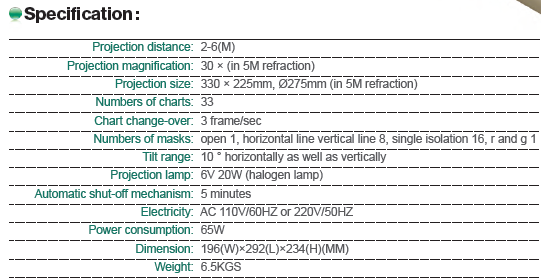 Specification:
Projection distance: 2-6(M)
Projection magnification: 30 × (in 5M refraction)
Projection size: 330 × 225mm, Ø275mm (in 5M refraction)
Numbers of charts: 33
Chart change-over: 3 frame/sec
Numbers of masks: open 1, horizontal line vertical line 8, single isolation 16, r and g 1
Tilt range: 10 ° horizontally as well as vertically
Projection lamp: 6V 20W (halogen lamp)
Automatic shut-off mechanism: 5 minutes
Electricity: AC 110V/60HZ or 220V/50HZ
Power consumption: 65W
Dimension: 196(W)×292(L)×234(H)(MM)
Weight: 6.5KGS